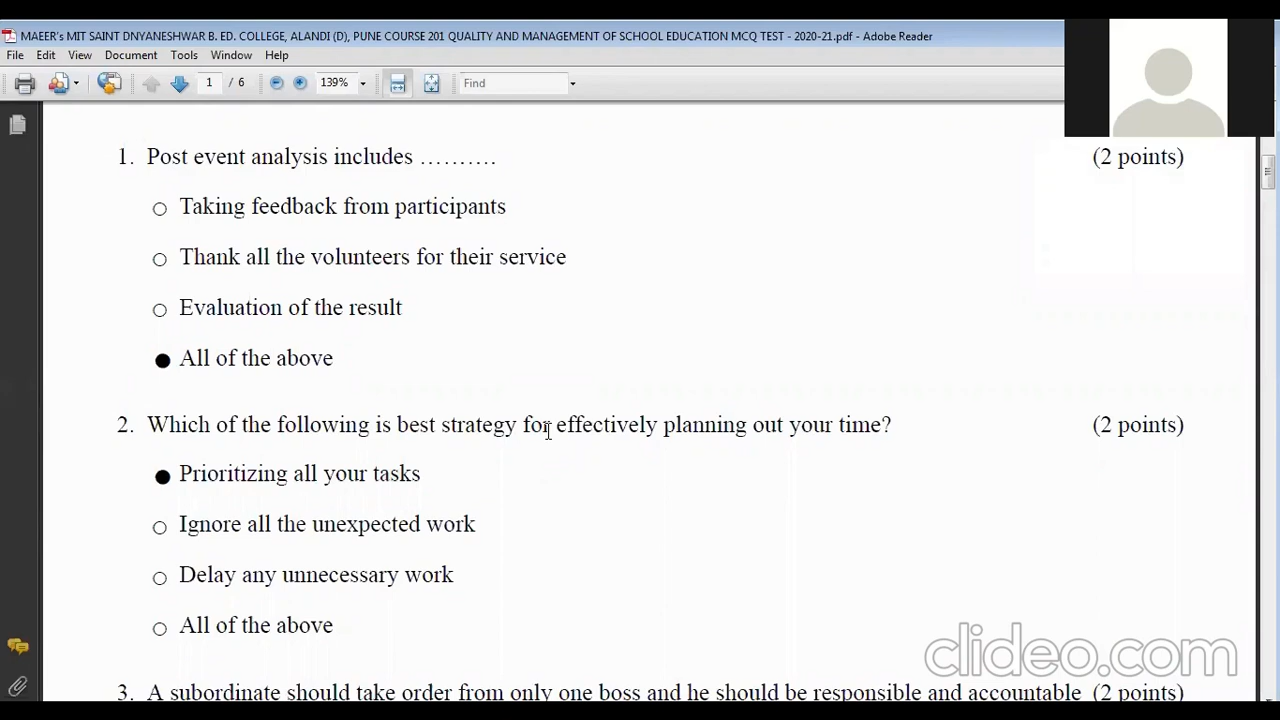 MAEER's MIT SAINT DNYANESHWAR B. ED. COLLEGE, ALANDI (D), PUNE COURSE 201 QUALITY AND MANAGEMENT OF SCHOOL EDUCATION MCQ TEST - 2020-21.pdf - Adobe Reader
File Edit View Document Tools Window Help
1 / 6 139% Find
1. Post event analysis includes ………. (2 points)
Taking feedback from participants
Thank all the volunteers for their service
Evaluation of the result
All of the above
2. Which of the following is best strategy for effectively planning out your time? (2 points)
Prioritizing all your tasks
Ignore all the unexpected work
Delay any unnecessary work
All of the above
clideo.com
3. A subordinate should take order from only one boss and he should be responsible and accountable (2 points)